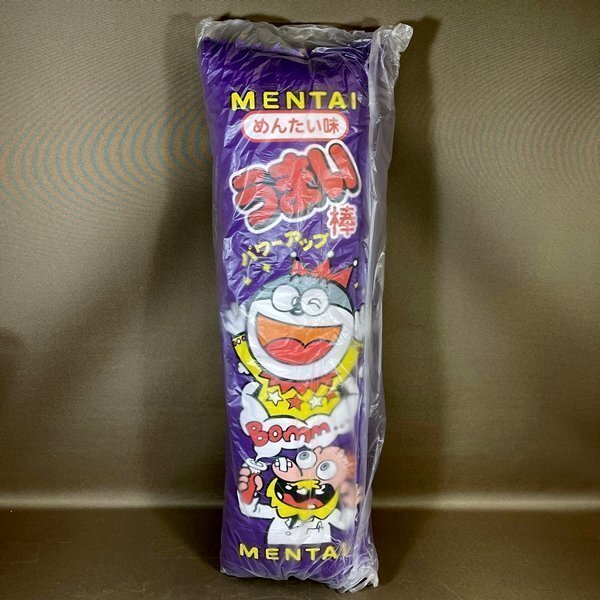 MENTAI
めんたい味
うまい
棒
パワーアップ
Bomm...
MENTAI